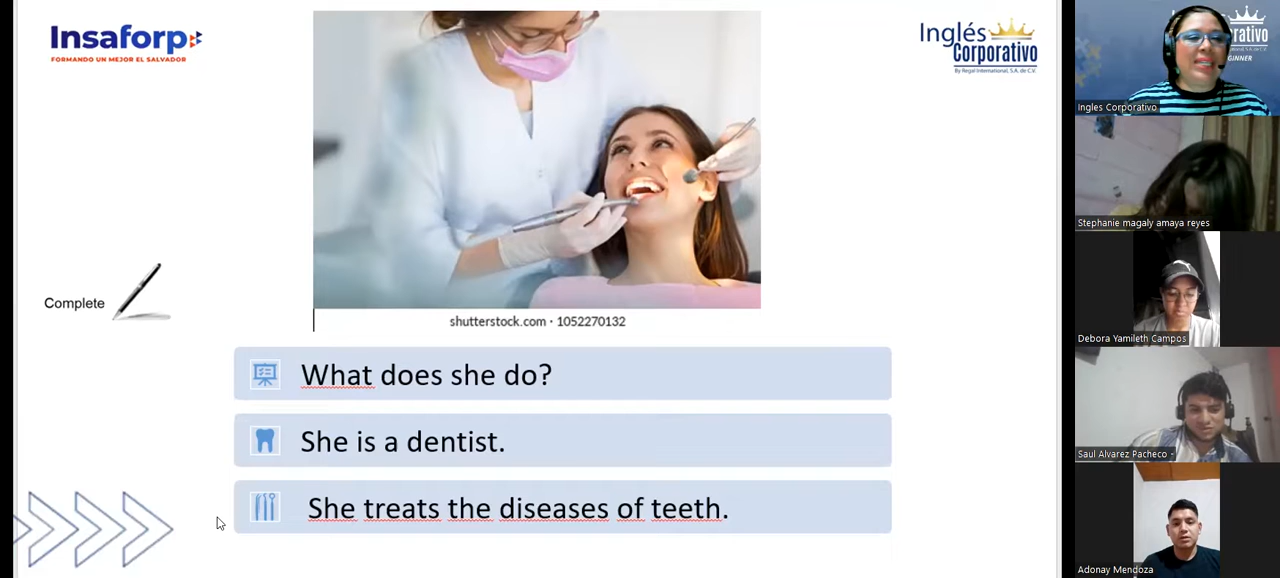 Insaforp
FORMANDO UN MEJOR EL SALVADOR
Inglés
Corporativo
By Regal International, S.A. de C.V.
shutterstock.com · 1052270132
Complete
What does she do?
She is a dentist.
She treats the diseases of teeth.
rativo
GINNER
Ingles Corporativo
Stephanie magaly amaya reyes
Debora Yamileth Campos
Saul Alvarez Pacheco -
Adonay Mendoza